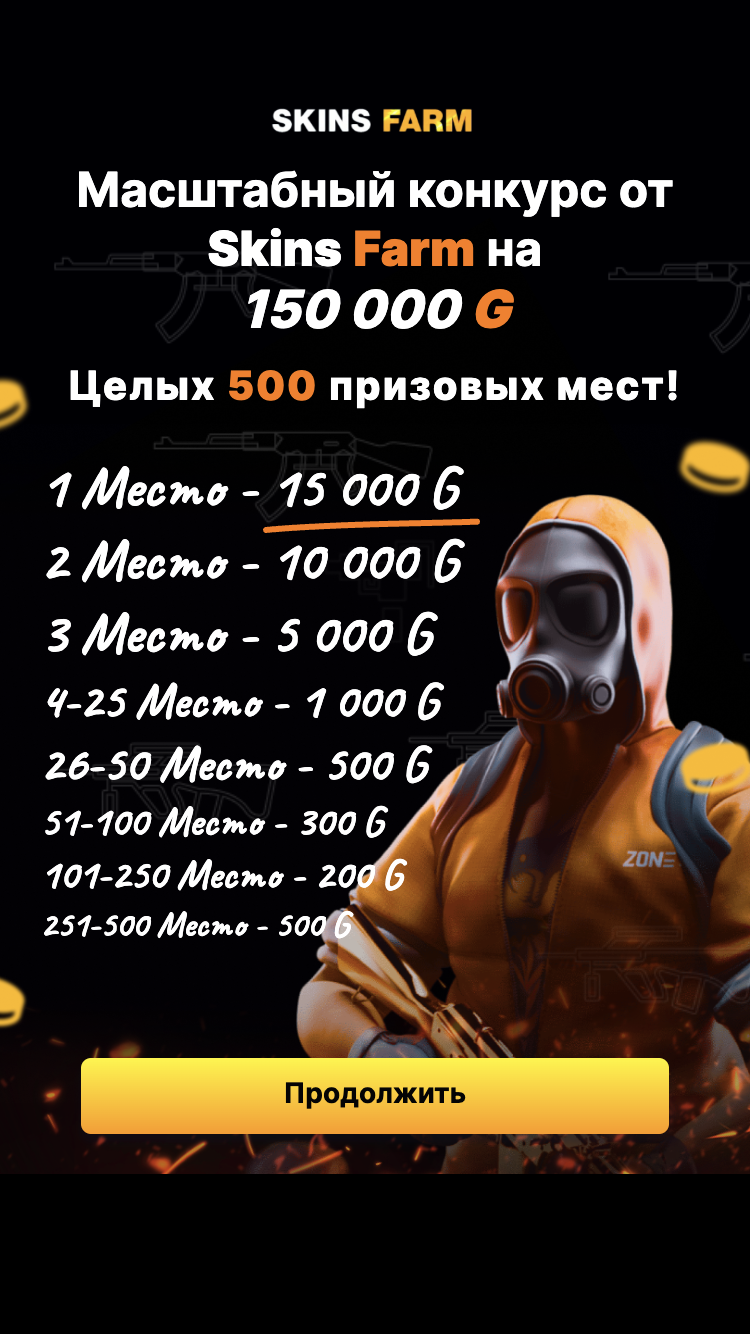 SKINS FARM
Масштабный конкурс от
Skins Farm на
150 000 G
Целых 500 призовых мест!
1 Место - 15 000 G
2 Место - 10 000 G
3 Место - 5 000 G
4-25 Место - 1 000 G
26-50 Место - 500 G
51-100 Место - 300 G
101-250 Место - 200 G
251-500 Место - 500 G
ZONE
Продолжить